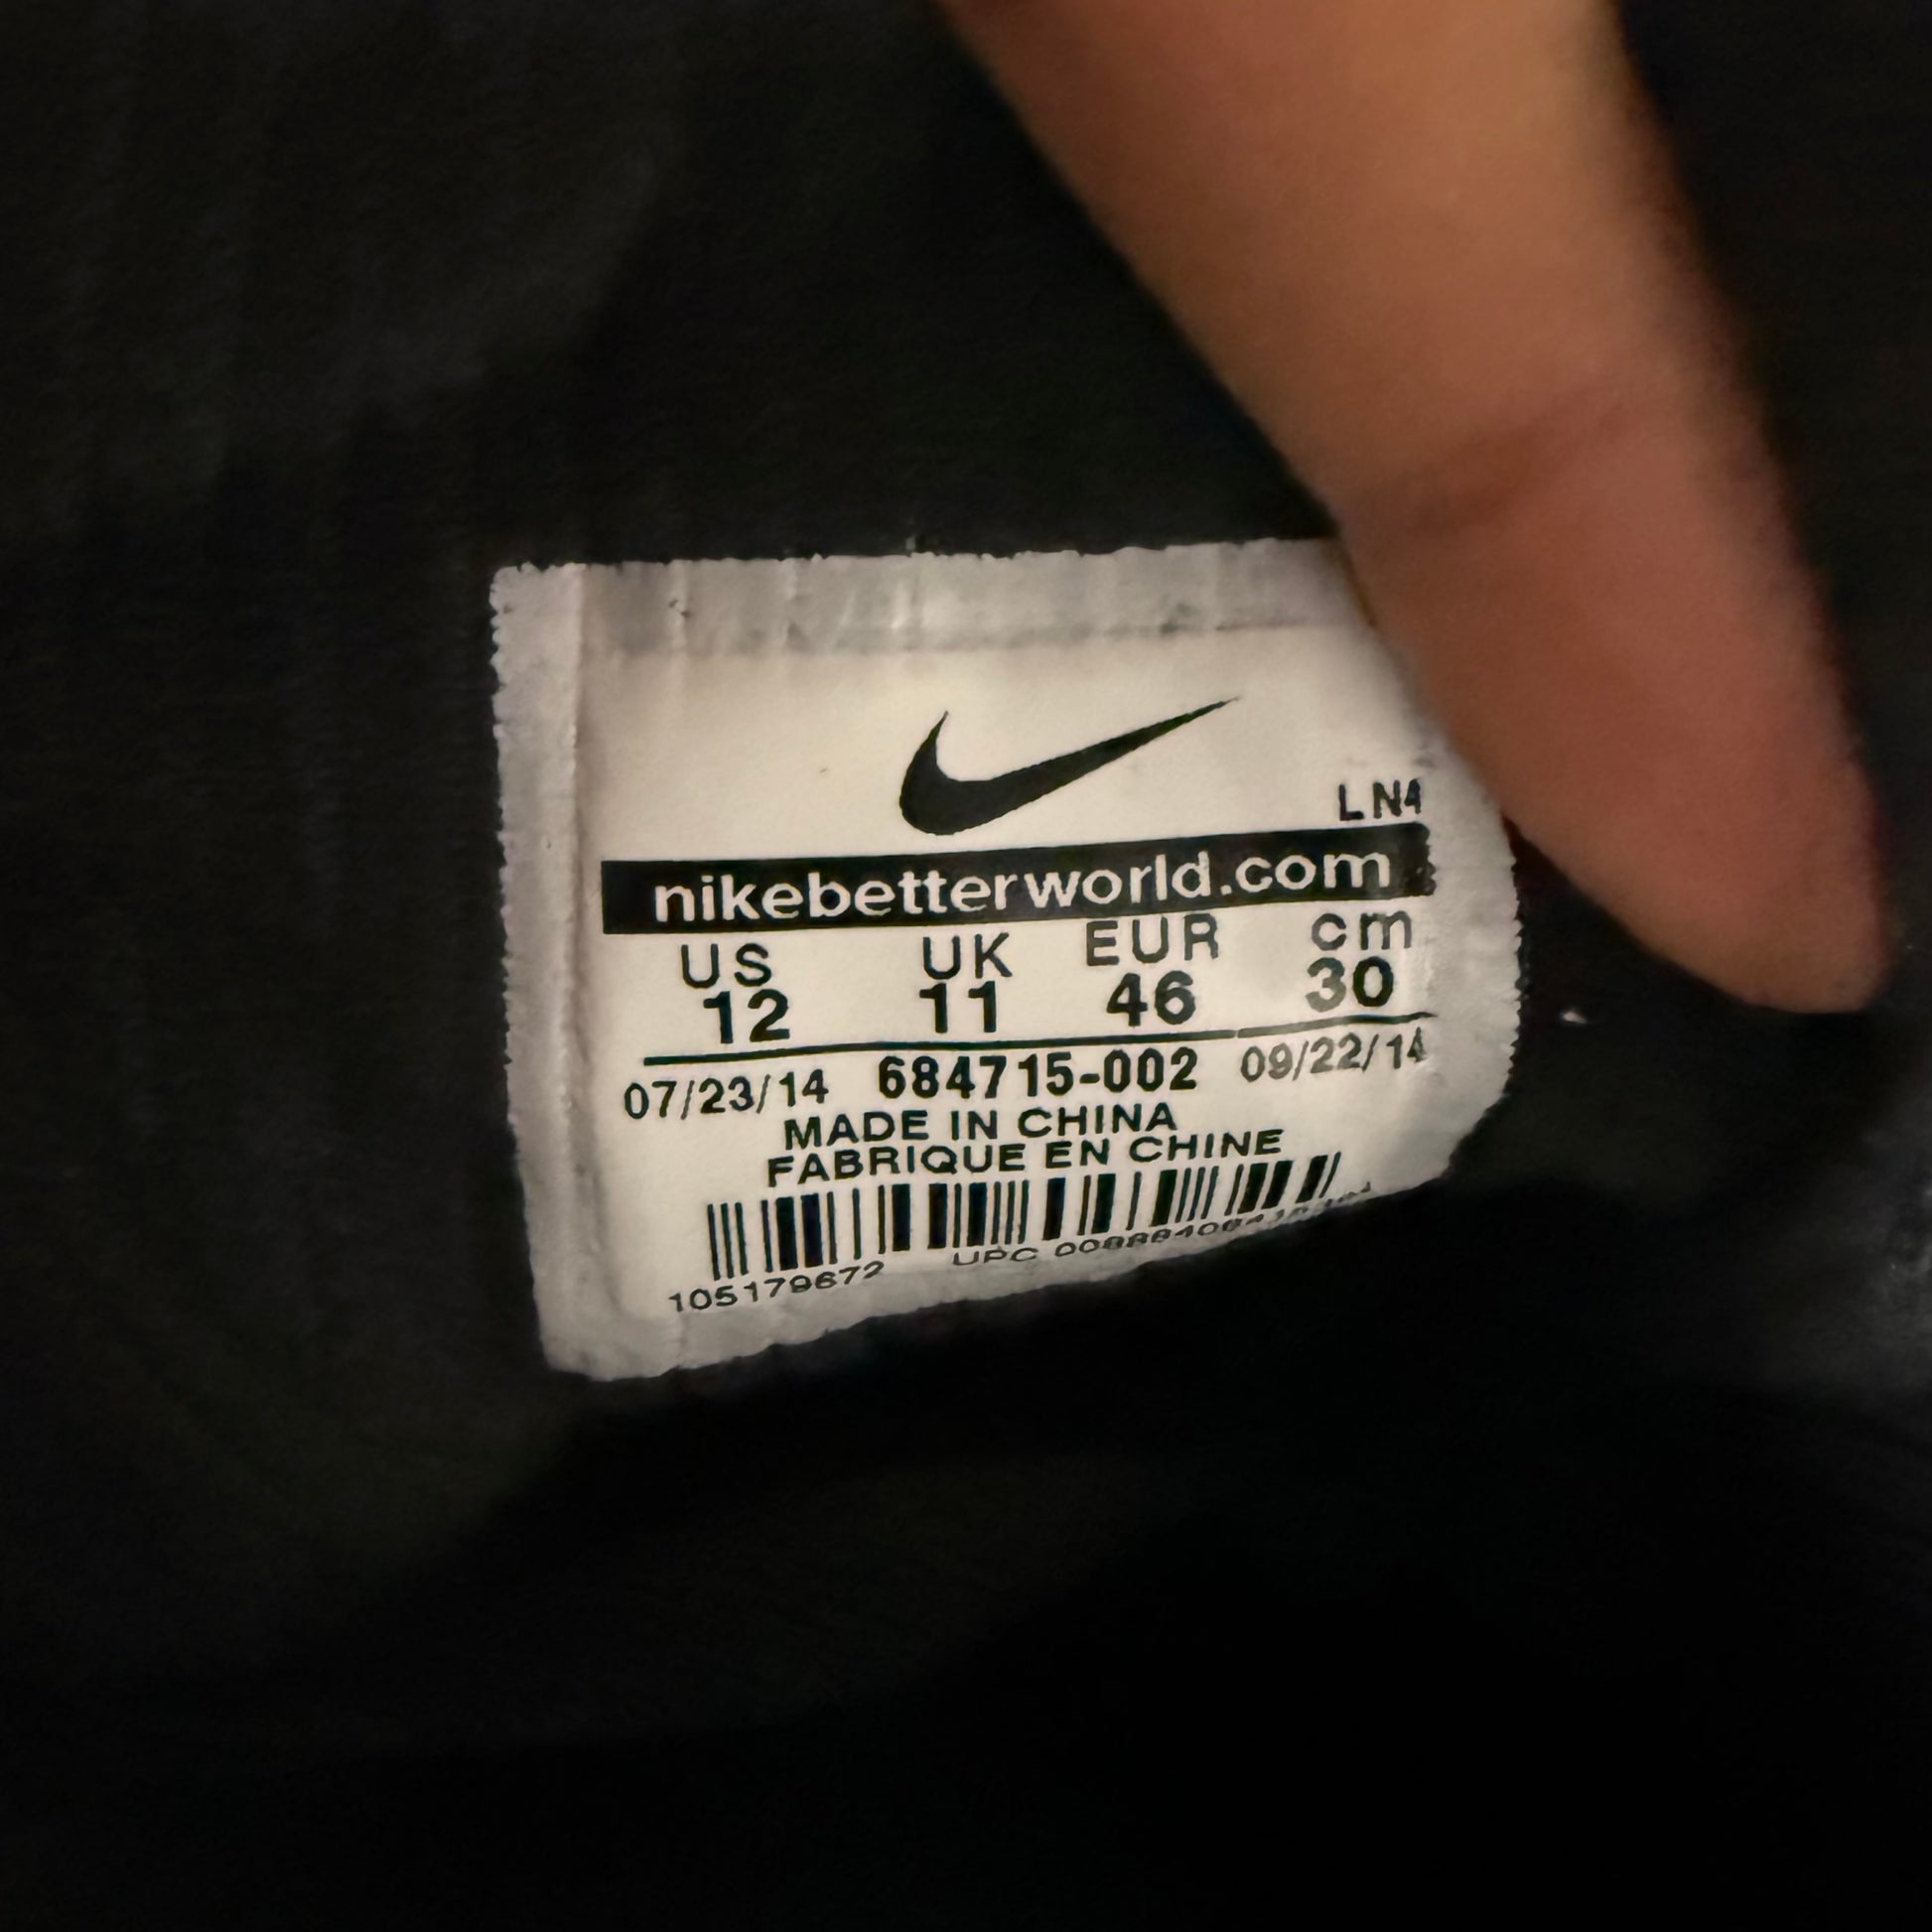 LN4
nikebetterworld.com
US UK EUR cm
12 11 46 30
07/23/14 684715-002 09/22/14
MADE IN CHINA
FABRIQUE EN CHINE
105179672 UPC